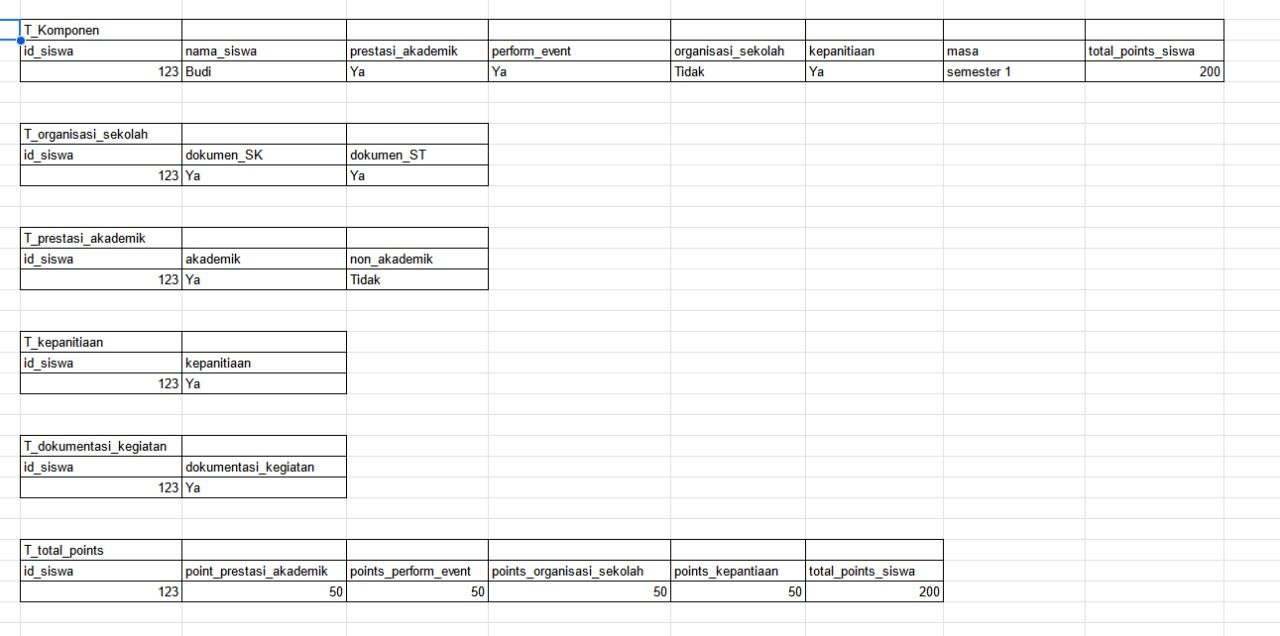 T_Komponen
id_siswa nama_siswa prestasi_akademik perform_event organisasi_sekolah kepanitiaan masa total_points_siswa
123 Budi Ya Ya Tidak Ya semester 1 200
T_organisasi_sekolah
id_siswa dokumen_SK dokumen_ST
123 Ya Ya
T_prestasi_akademik
id_siswa akademik non_akademik
123 Ya Tidak
T_kepanitiaan
id_siswa kepanitiaan
123 Ya
T_dokumentasi_kegiatan
id_siswa dokumentasi_kegiatan
123 Ya
T_total_points
id_siswa point_prestasi_akademik points_perform_event points_organisasi_sekolah points_kepantiaan total_points_siswa
123 50 50 50 50 200